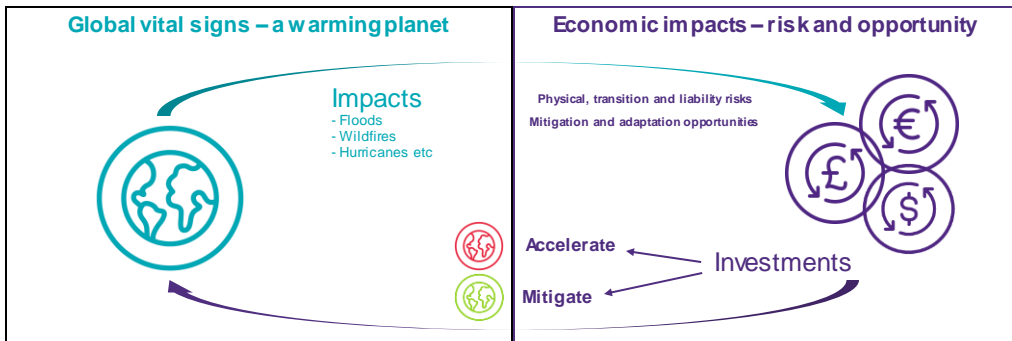 Global vital signs – a warming planet
Impacts
- Floods
- Wildfires
- Hurricanes etc
Economic impacts – risk and opportunity
Physical, transition and liability risks
Mitigation and adaptation opportunities
€
£
$
Accelerate
Investments
Mitigate